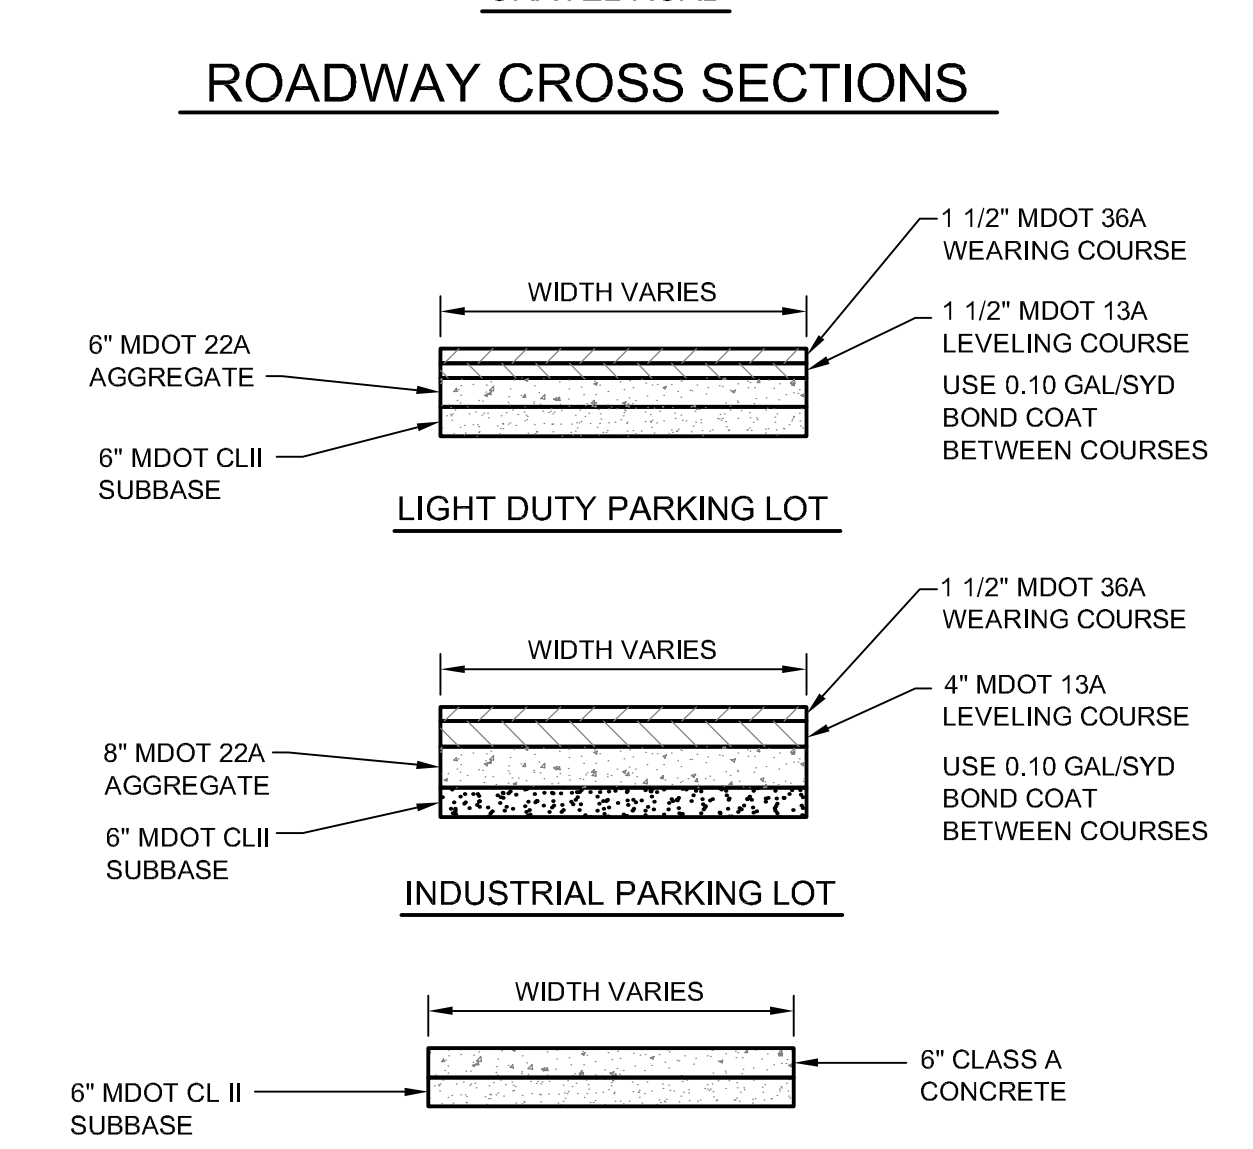 ROADWAY CROSS SECTIONS
1 1/2" MDOT 36A
WEARING COURSE
WIDTH VARIES
1 1/2" MDOT 13A
LEVELING COURSE
6" MDOT 22A
AGGREGATE
USE 0.10 GAL/SYD
BOND COAT
BETWEEN COURSES
6" MDOT CLII
SUBBASE
LIGHT DUTY PARKING LOT
1 1/2" MDOT 36A
WEARING COURSE
WIDTH VARIES
4" MDOT 13A
LEVELING COURSE
8" MDOT 22A
AGGREGATE
USE 0.10 GAL/SYD
BOND COAT
BETWEEN COURSES
6" MDOT CLII
SUBBASE
INDUSTRIAL PARKING LOT
WIDTH VARIES
6" CLASS A
CONCRETE
6" MDOT CL II
SUBBASE